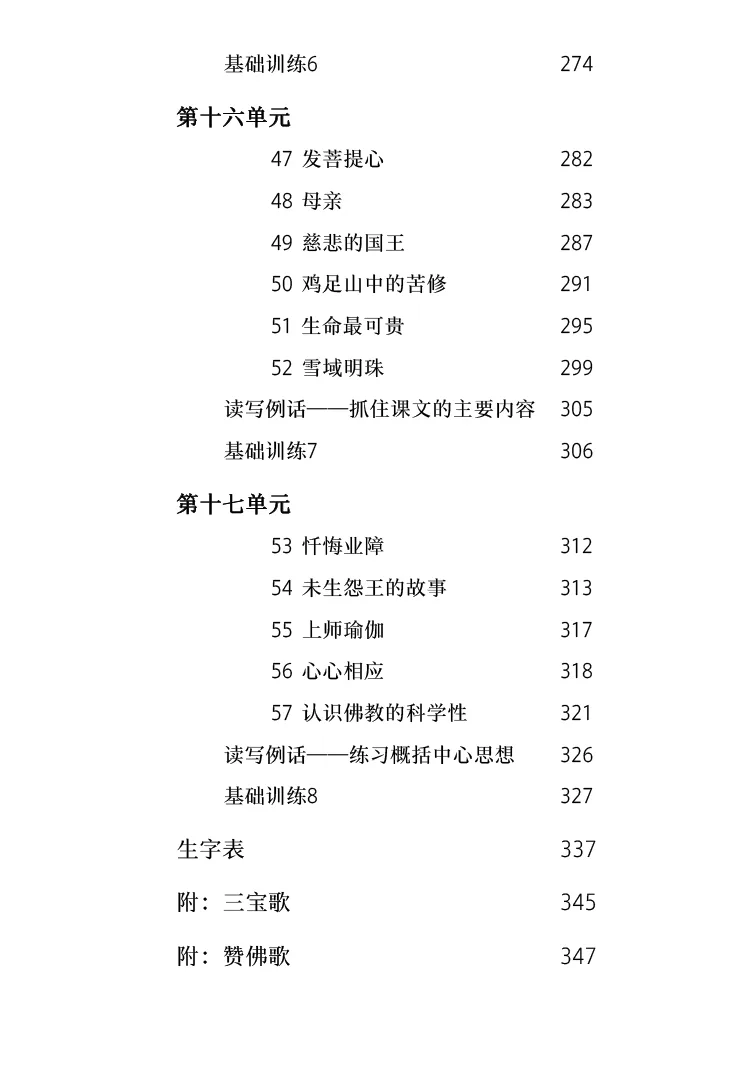 基础训练6 274
第十六单元
47 发菩提心 282
48 母亲 283
49 慈悲的国王 287
50 鸡足山中的苦修 291
51 生命最可贵 295
52 雪域明珠 299
读写例话——抓住课文的主要内容 305
基础训练7 306
第十七单元
53 忏悔业障 312
54 未生怨王的故事 313
55 上师瑜伽 317
56 心心相应 318
57 认识佛教的科学性 321
读写例话——练习概括中心思想 326
基础训练8 327
生字表 337
附：三宝歌 345
附：赞佛歌 347